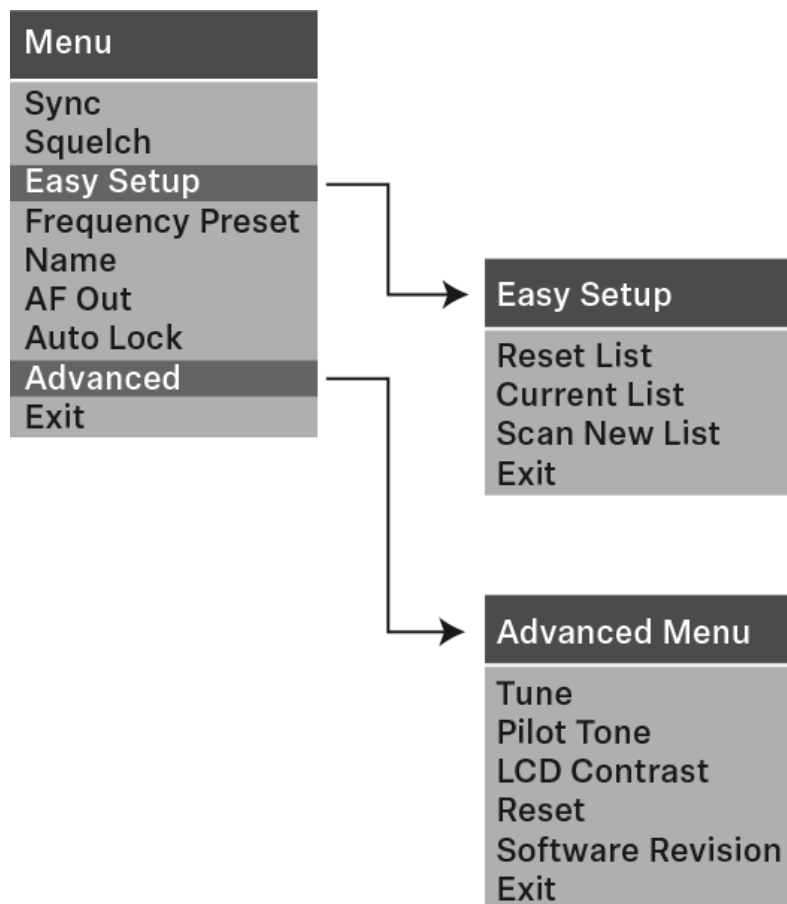 Menu
Sync
Squelch
Easy Setup
Frequency Preset
Name
AF Out
Auto Lock
Advanced
Exit
Easy Setup
Reset List
Current List
Scan New List
Exit
Advanced Menu
Tune
Pilot Tone
LCD Contrast
Reset
Software Revision
Exit